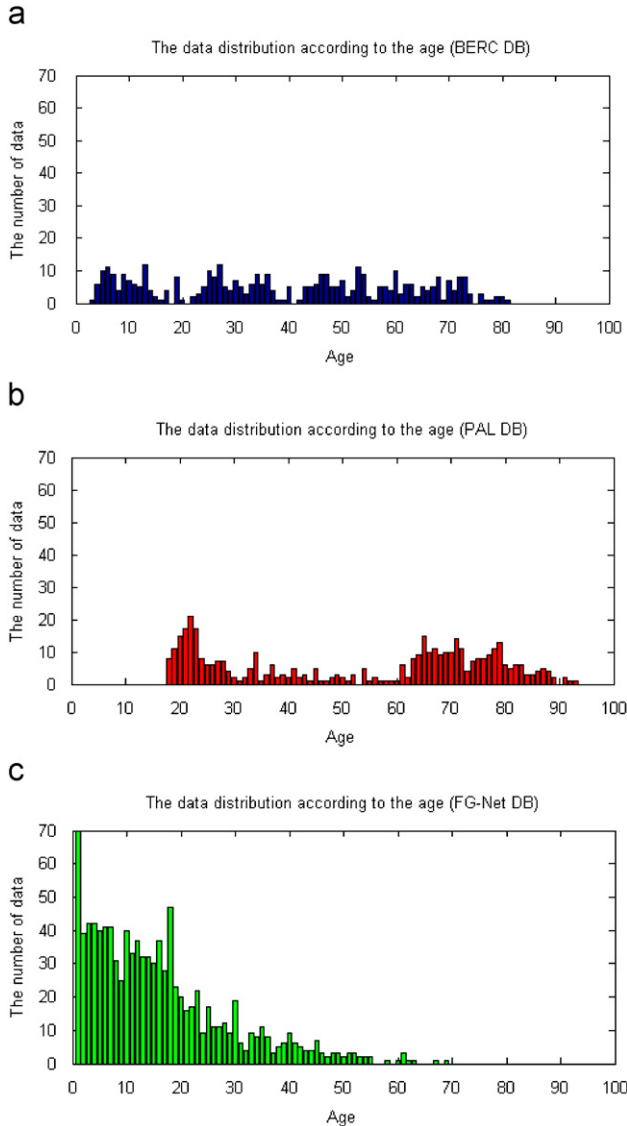 a
The data distribution according to the age (BERC DB)
70
60
50
40
30
20
10
0
The number of data
0 10 20 30 40 50 60 70 80 90 100
Age
b
The data distribution according to the age (PAL DB)
70
60
50
40
30
20
10
0
The number of data
0 10 20 30 40 50 60 70 80 90 100
Age
c
The data distribution according to the age (FG-Net DB)
70
60
50
40
30
20
10
0
The number of data
0 10 20 30 40 50 60 70 80 90 100
Age